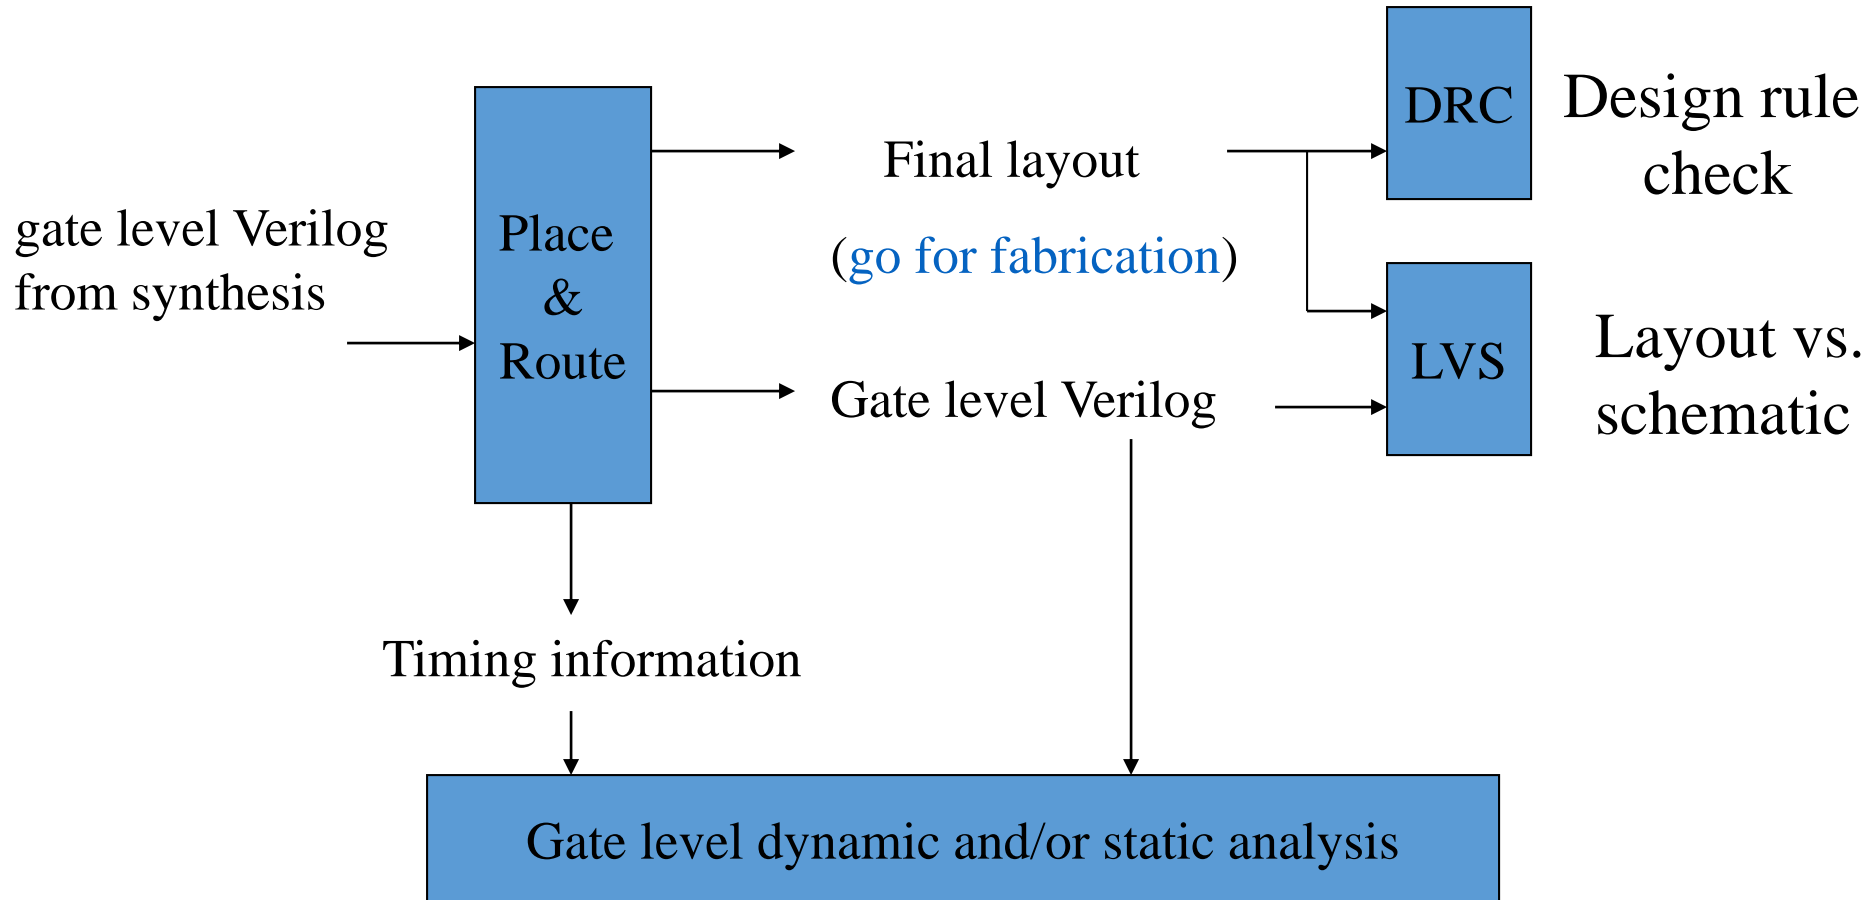 gate level Verilog
from synthesis
Place
&
Route
Final layout
(go for fabrication)
Gate level Verilog
DRC
Design rule
check
LVS
Layout vs.
schematic
Timing information
Gate level dynamic and/or static analysis